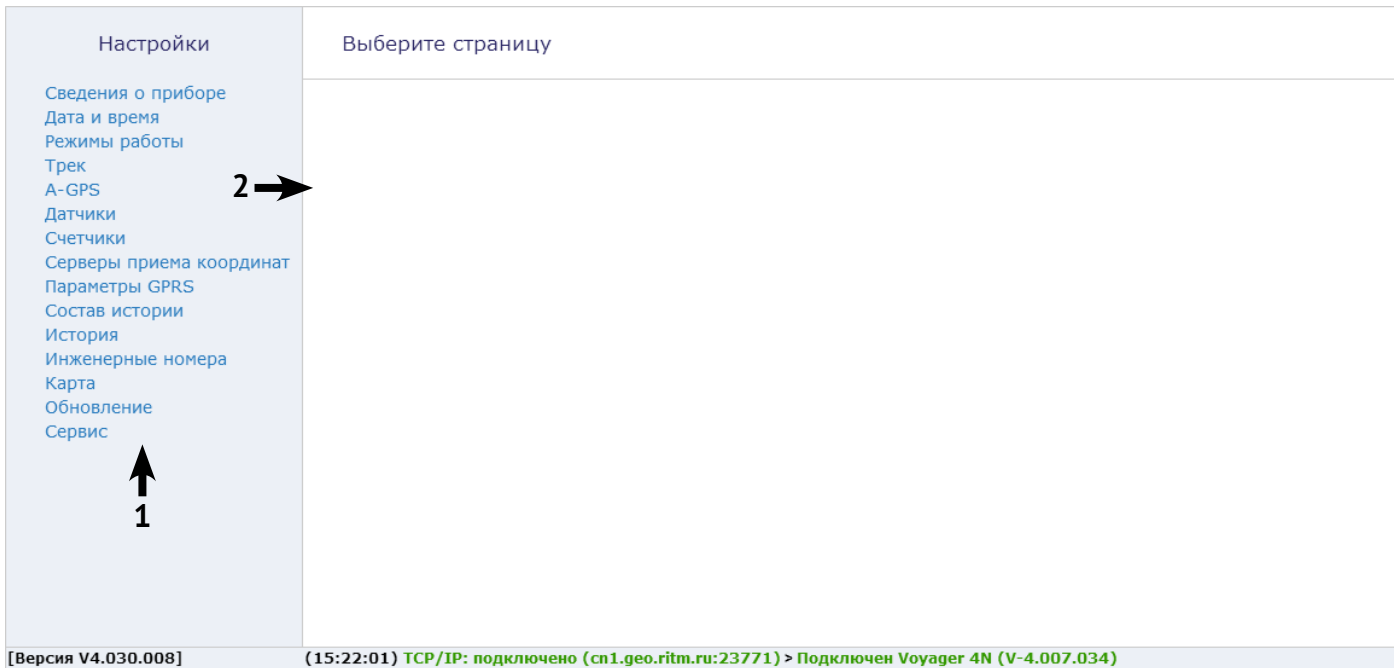 Настройки
Выберите страницу
Сведения о приборе
Дата и время
Режимы работы
Трек
A-GPS
2
Датчики
Счетчики
Серверы приема координат
Параметры GPRS
Состав истории
История
Инженерные номера
Карта
Обновление
Сервис
1
[Версия V4.030.008]
(15:22:01) TCP/IP: подключено (cn1.geo.ritm.ru:23771) > Подключен Voyager 4N (V-4.007.034)